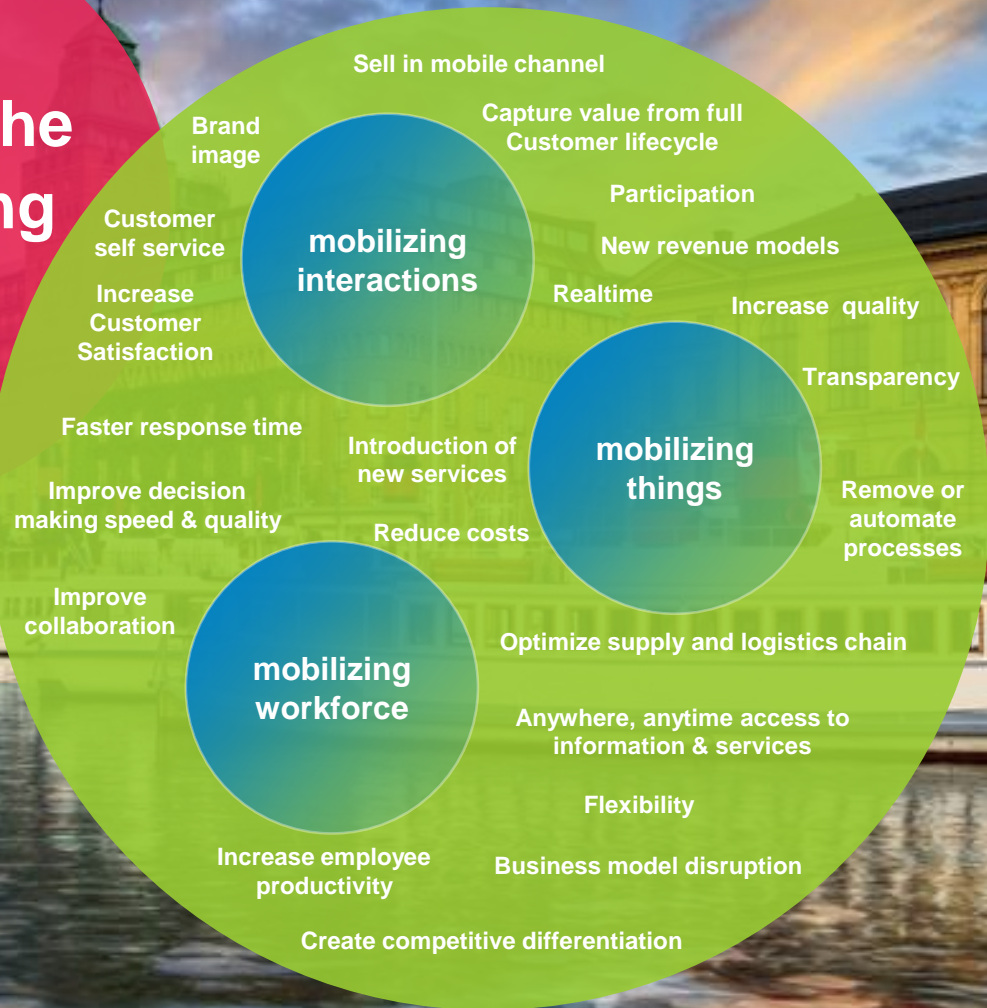 he
ng
Sell in mobile channel
Brand
image
Capture value from full
Customer lifecycle
Participation
Customer
self service
mobilizing
interactions
New revenue models
Realtime
Increase quality
Increase
Customer
Satisfaction
Transparency
Faster response time
Introduction of
new services
mobilizing
things
Improve decision
making speed & quality
Remove or
automate
processes
Reduce costs
Improve
collaboration
Optimize supply and logistics chain
mobilizing
workforce
Anywhere, anytime access to
information & services
Flexibility
Increase employee
productivity
Business model disruption
Create competitive differentiation